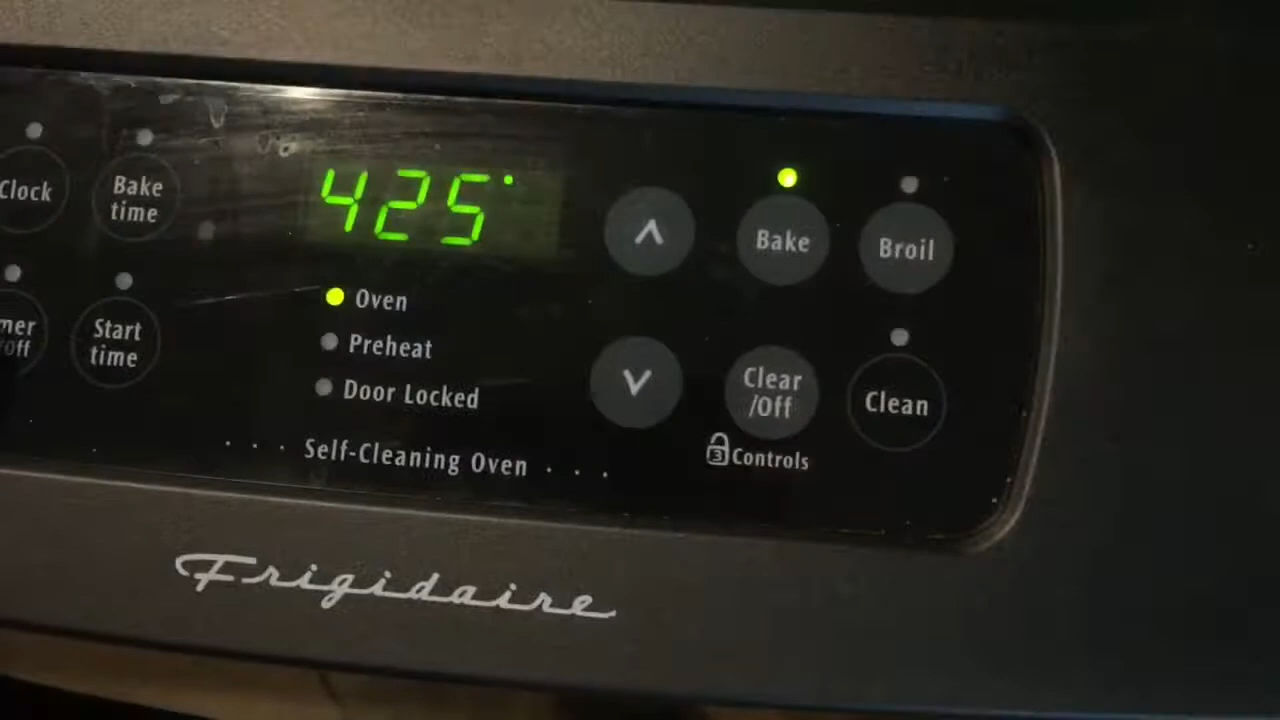 Clock
Bake
time
425°
Bake
Broil
Oven
Start
time
Preheat
Door Locked
Clear
/Off
Clean
Self-Cleaning Oven
3
Controls
Frigidaire